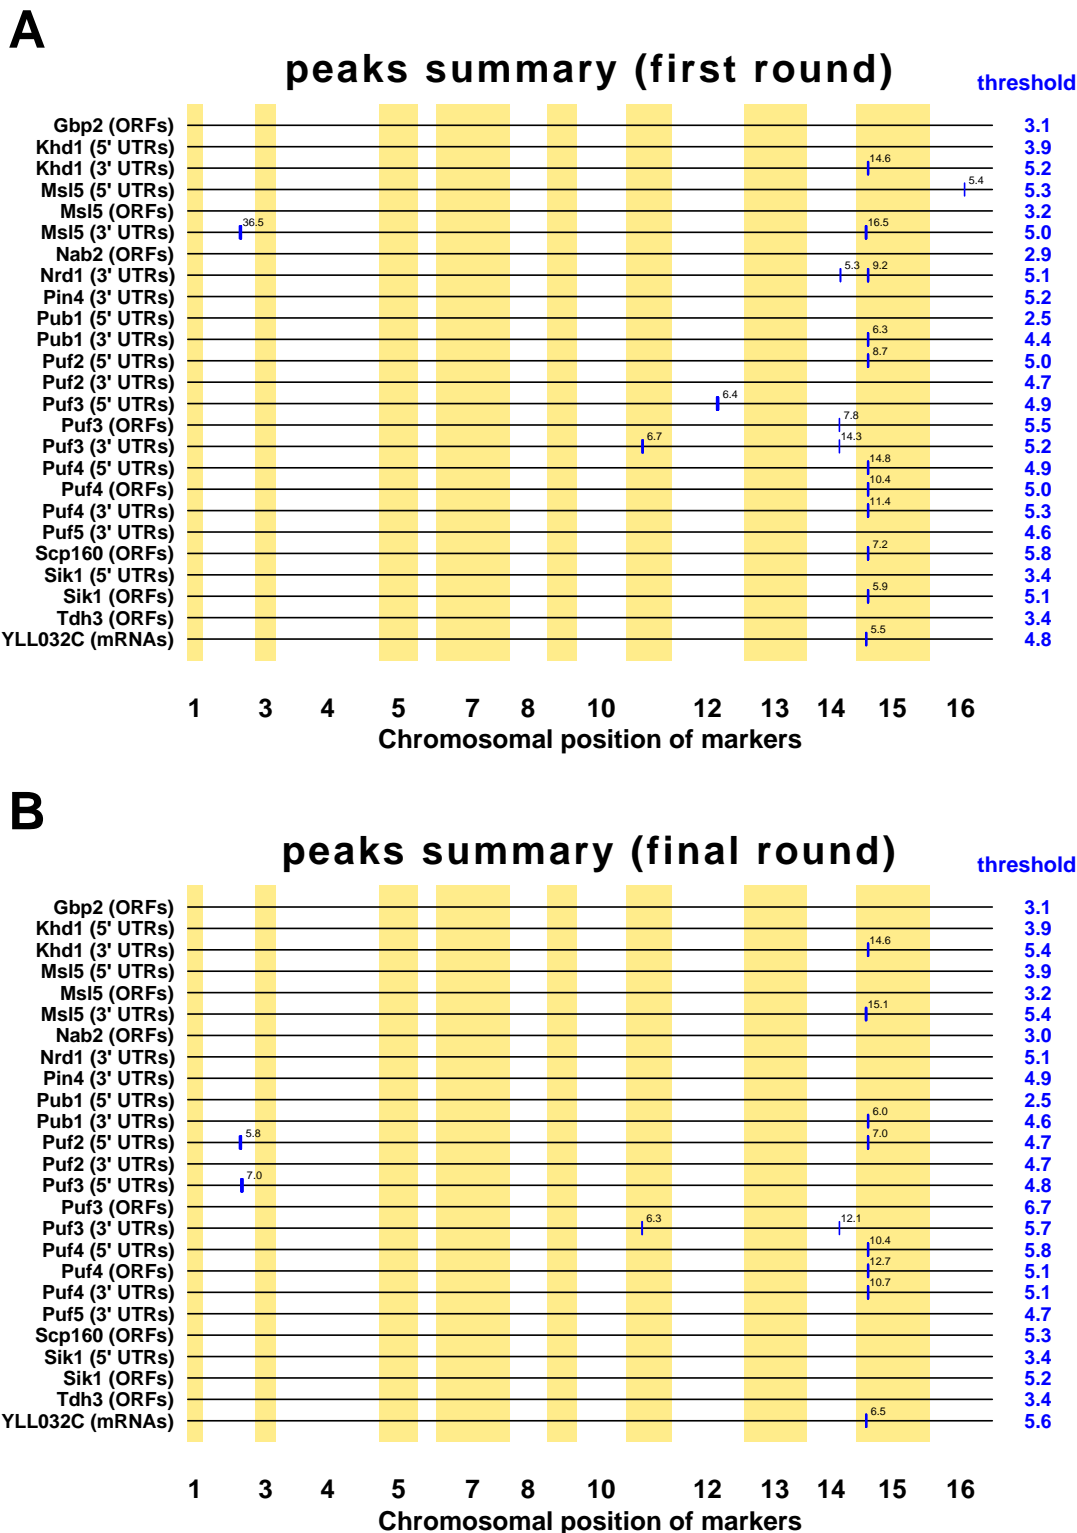 A
peaks summary (first round)
threshold
Gbp2 (ORFs) 3.1
Khd1 (5' UTRs) 3.9
Khd1 (3' UTRs) 14.6 5.2
Msl5 (5' UTRs) 5.4 5.3
Msl5 (ORFs) 3.2
Msl5 (3' UTRs) 36.5 16.5 5.0
Nab2 (ORFs) 2.9
Nrd1 (3' UTRs) 5.3 9.2 5.1
Pin4 (3' UTRs) 5.2
Pub1 (5' UTRs) 2.5
Pub1 (3' UTRs) 6.3 4.4
Puf2 (5' UTRs) 8.7 5.0
Puf2 (3' UTRs) 4.7
Puf3 (5' UTRs) 6.4 4.9
Puf3 (ORFs) 7.8 5.5
Puf3 (3' UTRs) 6.7 14.3 5.2
Puf4 (5' UTRs) 14.8 4.9
Puf4 (ORFs) 10.4 5.0
Puf4 (3' UTRs) 11.4 5.3
Puf5 (3' UTRs) 4.6
Scp160 (ORFs) 7.2 5.8
Sik1 (5' UTRs) 3.4
Sik1 (ORFs) 5.9 5.1
Tdh3 (ORFs) 3.4
YLL032C (mRNAs) 5.5 4.8
1 3 4 5 7 8 10 12 13 14 15 16
Chromosomal position of markers
B
peaks summary (final round)
threshold
Gbp2 (ORFs) 3.1
Khd1 (5' UTRs) 3.9
Khd1 (3' UTRs) 14.6 5.4
Msl5 (5' UTRs) 3.9
Msl5 (ORFs) 3.2
Msl5 (3' UTRs) 15.1 5.4
Nab2 (ORFs) 3.0
Nrd1 (3' UTRs) 5.1
Pin4 (3' UTRs) 4.9
Pub1 (5' UTRs) 2.5
Pub1 (3' UTRs) 6.0 4.6
Puf2 (5' UTRs) 5.8 7.0 4.7
Puf2 (3' UTRs) 4.7
Puf3 (5' UTRs) 7.0 4.8
Puf3 (ORFs) 6.7
Puf3 (3' UTRs) 6.3 12.1 5.7
Puf4 (5' UTRs) 10.4 5.8
Puf4 (ORFs) 12.7 5.1
Puf4 (3' UTRs) 10.7 5.1
Puf5 (3' UTRs) 4.7
Scp160 (ORFs) 5.3
Sik1 (5' UTRs) 3.4
Sik1 (ORFs) 5.2
Tdh3 (ORFs) 3.4
YLL032C (mRNAs) 6.5 5.6
1 3 4 5 7 8 10 12 13 14 15 16
Chromosomal position of markers